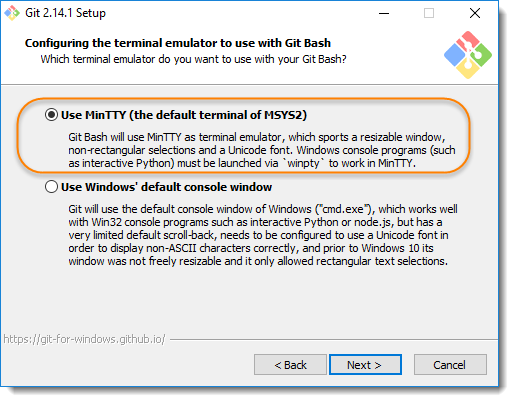 Git 2.14.1 Setup
Configuring the terminal emulator to use with Git Bash
Which terminal emulator do you want to use with your Git Bash?
Use MinTTY (the default terminal of MSYS2)
Git Bash will use MinTTY as terminal emulator, which sports a resizable window,
non-rectangular selections and a Unicode font. Windows console programs (such
as interactive Python) must be launched via `winpty` to work in MinTTY.
Use Windows' default console window
Git will use the default console window of Windows ("cmd.exe"), which works well
with Win32 console programs such as interactive Python or node.js, but has a
very limited default scroll-back, needs to be configured to use a Unicode font in
order to display non-ASCII characters correctly, and prior to Windows 10 its
window was not freely resizable and it only allowed rectangular text selections.
https://git-for-windows.github.io/
< Back
Next >
Cancel